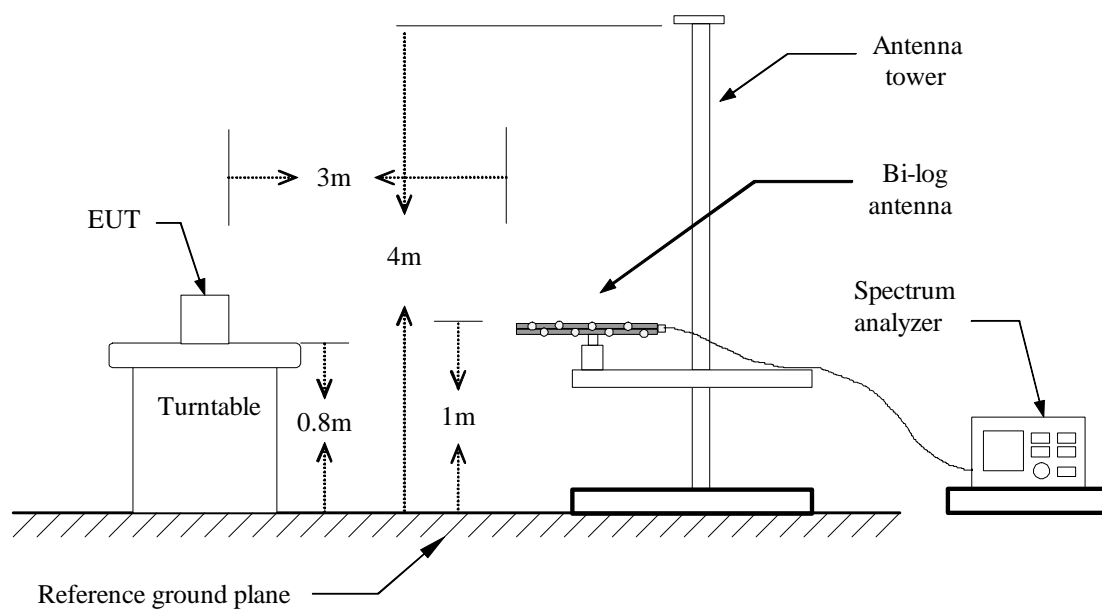 Antenna
tower
3m
Bi-log
antenna
EUT
4m
Spectrum
analyzer
Turntable
0.8m
1m
Reference ground plane